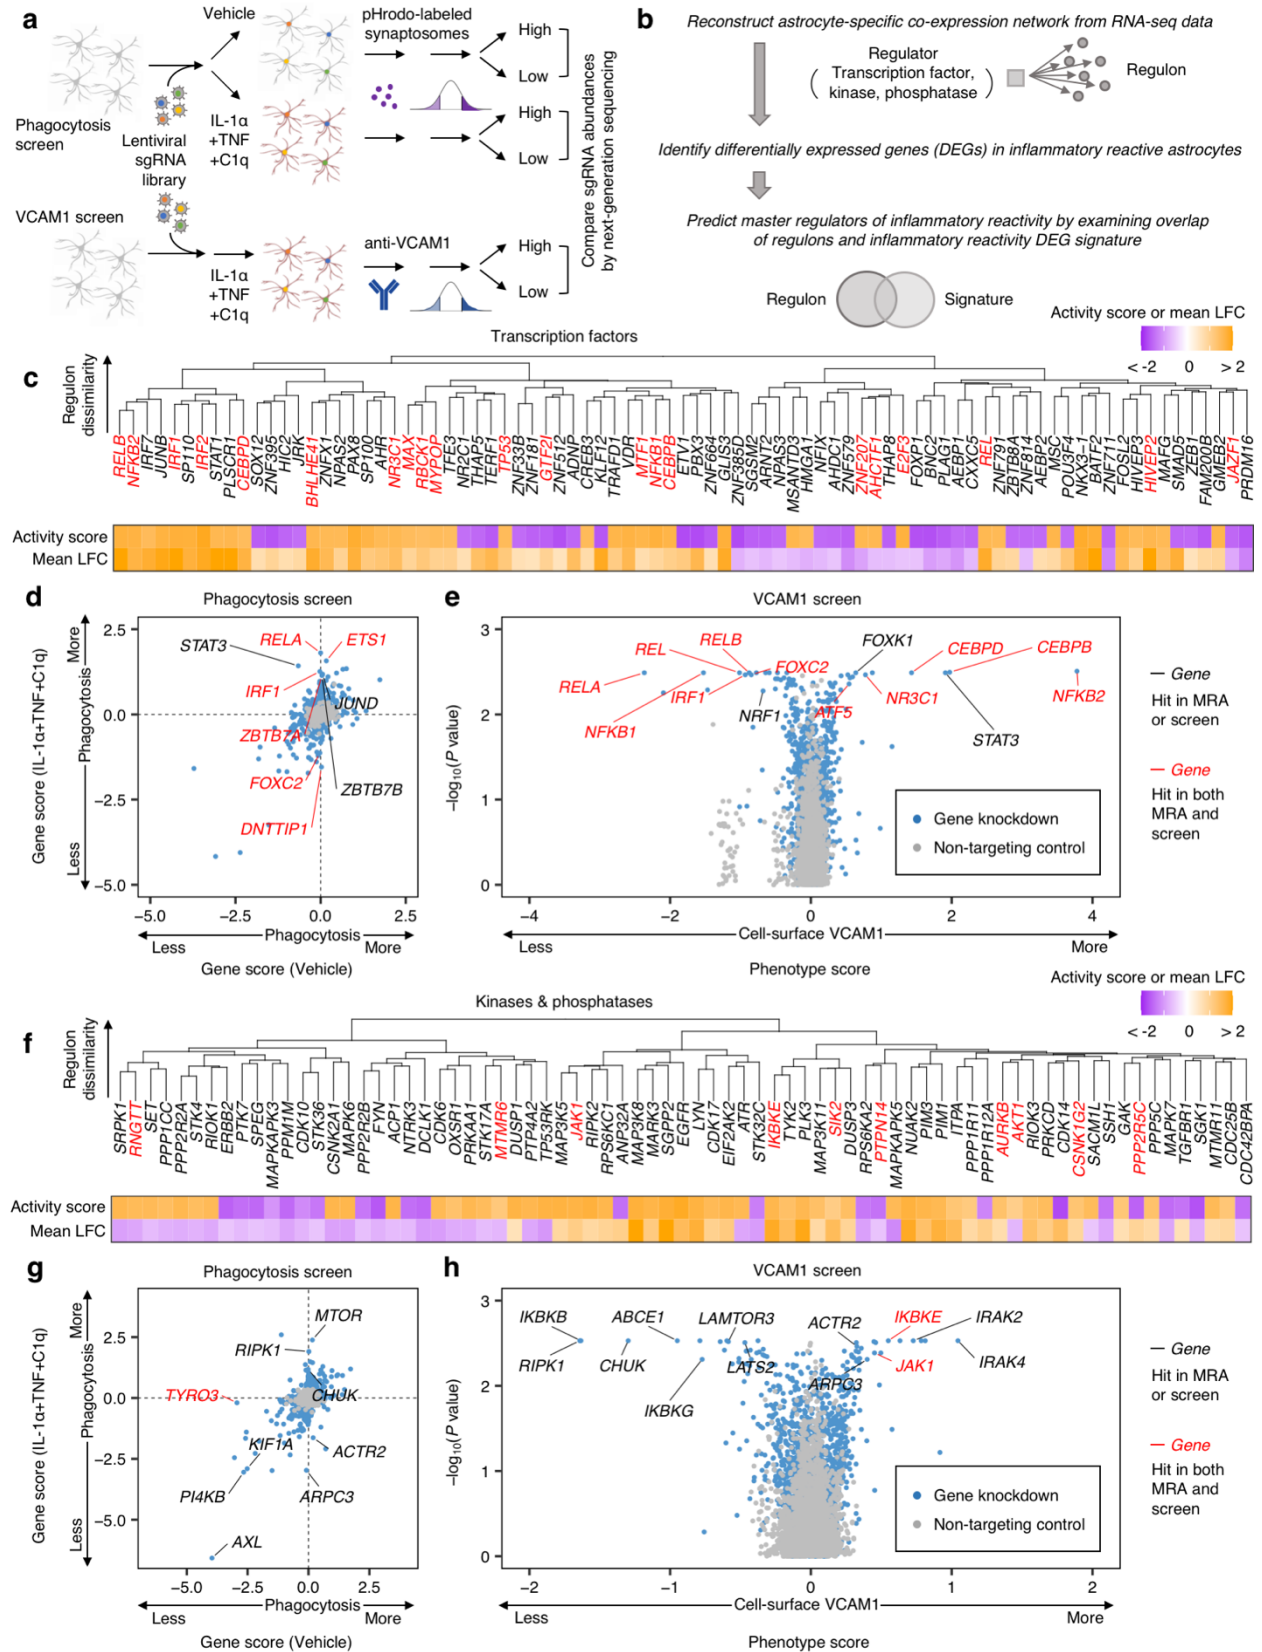 a
Vehicle
pHrodo-labeled
synaptosomes
High
Low
High
Low
Phagocytosis
screen
Lentiviral
sgRNA
library
IL-1α
+TNF
+C1q
VCAM1 screen
IL-1α
+TNF
+C1q
anti-VCAM1
High
Low
Compare sgRNA abundances
by next-generation sequencing
b
Reconstruct astrocyte-specific co-expression network from RNA-seq data
Regulator
Transcription factor,
kinase, phosphatase
Regulon
Identify differentially expressed genes (DEGs) in inflammatory reactive astrocytes
Predict master regulators of inflammatory reactivity by examining overlap
of regulons and inflammatory reactivity DEG signature
Regulon
Signature
Activity score or mean LFC
< -2
0
> 2
c
Transcription factors
Regulon
dissimilarity
RELB
NFKB2
IRF7
JUNB
IRF1
SP110
IRF2
STAT1
PLSCR1
CEBPD
SOX12
ZNF395
HIC2
JRK
BHLHE41
ZNFX1
NPAS2
PAX8
SP100
AHR
NR3C1
MAX
RBCK1
MYPOP
TFE3
NR2C1
THAP5
TERF1
TP53
ZNF33B
ZNF181
GTF2I
ZNF512
ADNP
CREB3
KLF12
TRAFD1
VDR
MTF1
NFKB1
CEBPB
ETV1
PBX3
ZNF664
GLIS3
ZNF385D
SGSM2
ARNT2
NPAS3
MSANTD3
HMGA1
NFIX
AHDC1
ZNF579
ZNF207
AHCTF1
THAP8
E2F3
FOXP1
BNC2
PLAG1
AEBP1
CXXC5
REL
ZNF791
ZBTB8A
ZNF814
AEBP2
MSC
POU3F4
NKX3-1
BATF2
ZNF711
FOSL2
HIVEP3
HIVEP2
MAFG
SMAD5
ZEB1
FAM200B
GMEB2
JAZF1
PRDM16
Activity score
Mean LFC
d
Phagocytosis screen
Gene score (IL-1α+TNF+C1q)
Less
Phagocytosis
More
2.5
0.0
−2.5
−5.0
STAT3
RELA
ETS1
IRF1
JUND
ZBTB7A
FOXC2
ZBTB7B
DNTTIP1
−5.0
−2.5
0.0
2.5
Phagocytosis
Less
More
Gene score (Vehicle)
e
VCAM1 screen
−log10(P value)
3
2
1
0
RELB
REL
RELA
NFKB1
IRF1
FOXC2
NRF1
ATF5
FOXK1
NR3C1
CEBPD
CEBPB
STAT3
NFKB2
Gene knockdown
Non-targeting control
−4
−2
0
2
4
Cell-surface VCAM1
Less
More
Phenotype score
Gene
Hit in MRA
or screen
Gene
Hit in both
MRA and
screen
Activity score or mean LFC
< -2
0
> 2
f
Kinases & phosphatases
Regulon
dissimilarity
SRPK1
RNGTT
SET
PPP1CC
PPP2R2A
STK4
RIOK1
ERBB2
PTK7
SPEG
MAPKAPK3
PPM1M
CDK10
STK36
CSNK2A1
MAPK6
PPP2R2B
FYN
ACP1
NTRK3
DCLK1
CDK6
OXSR1
PRKAA1
STK17A
MTMR6
DUSP1
PTP4A2
TP53RK
MAP3K5
JAK1
RIPK2
RPS6KC1
ANP32A
MAP3K8
MARK3
SGPP2
EGFR
LYN
CDK17
EIF2AK2
ATR
STK32C
IKBKE
TYK2
PLK3
MAP3K11
SIK2
DUSP3
RPS6KA2
PTPN14
MAPKAPK5
NUAK2
PIM3
PIM1
ITPA
PPP1R11
PPP1R12A
AURKB
AKT1
RIOK3
PRKCD
CDK14
CSNK1G2
SACM1L
SSH1
GAK
PPP2R5C
PPP5C
MAPK7
TGFBR1
SGK1
MTMR11
CDC25B
CDC42BPA
Activity score
Mean LFC
g
Phagocytosis screen
Gene score (IL-1α+TNF+C1q)
Less
Phagocytosis
More
2.5
0.0
−2.5
−5.0
MTOR
RIPK1
TYRO3
CHUK
KIF1A
ACTR2
PI4KB
ARPC3
AXL
−5.0
−2.5
0.0
2.5
Phagocytosis
Less
More
Gene score (Vehicle)
h
VCAM1 screen
−log10(P value)
3
2
1
0
IKBKB
ABCE1
LAMTOR3
ACTR2
IKBKE
IRAK2
RIPK1
CHUK
LATS2
JAK1
IRAK4
ARPC3
IKBKG
Gene knockdown
Non-targeting control
−2
−1
0
1
2
Cell-surface VCAM1
Less
More
Phenotype score
Gene
Hit in MRA
or screen
Gene
Hit in both
MRA and
screen